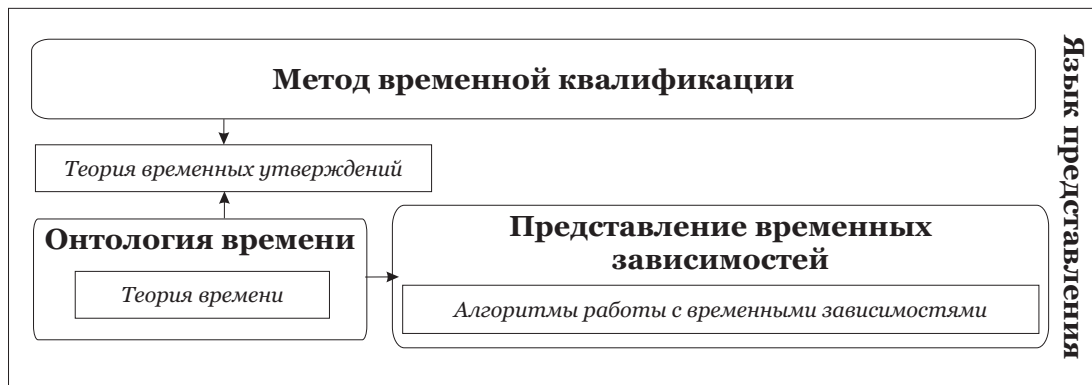 Метод временной квалификации
Теория временных утверждений
Онтология времени
Теория времени
Представление временных
зависимостей
Алгоритмы работы с временными зависимостями
Язык представления